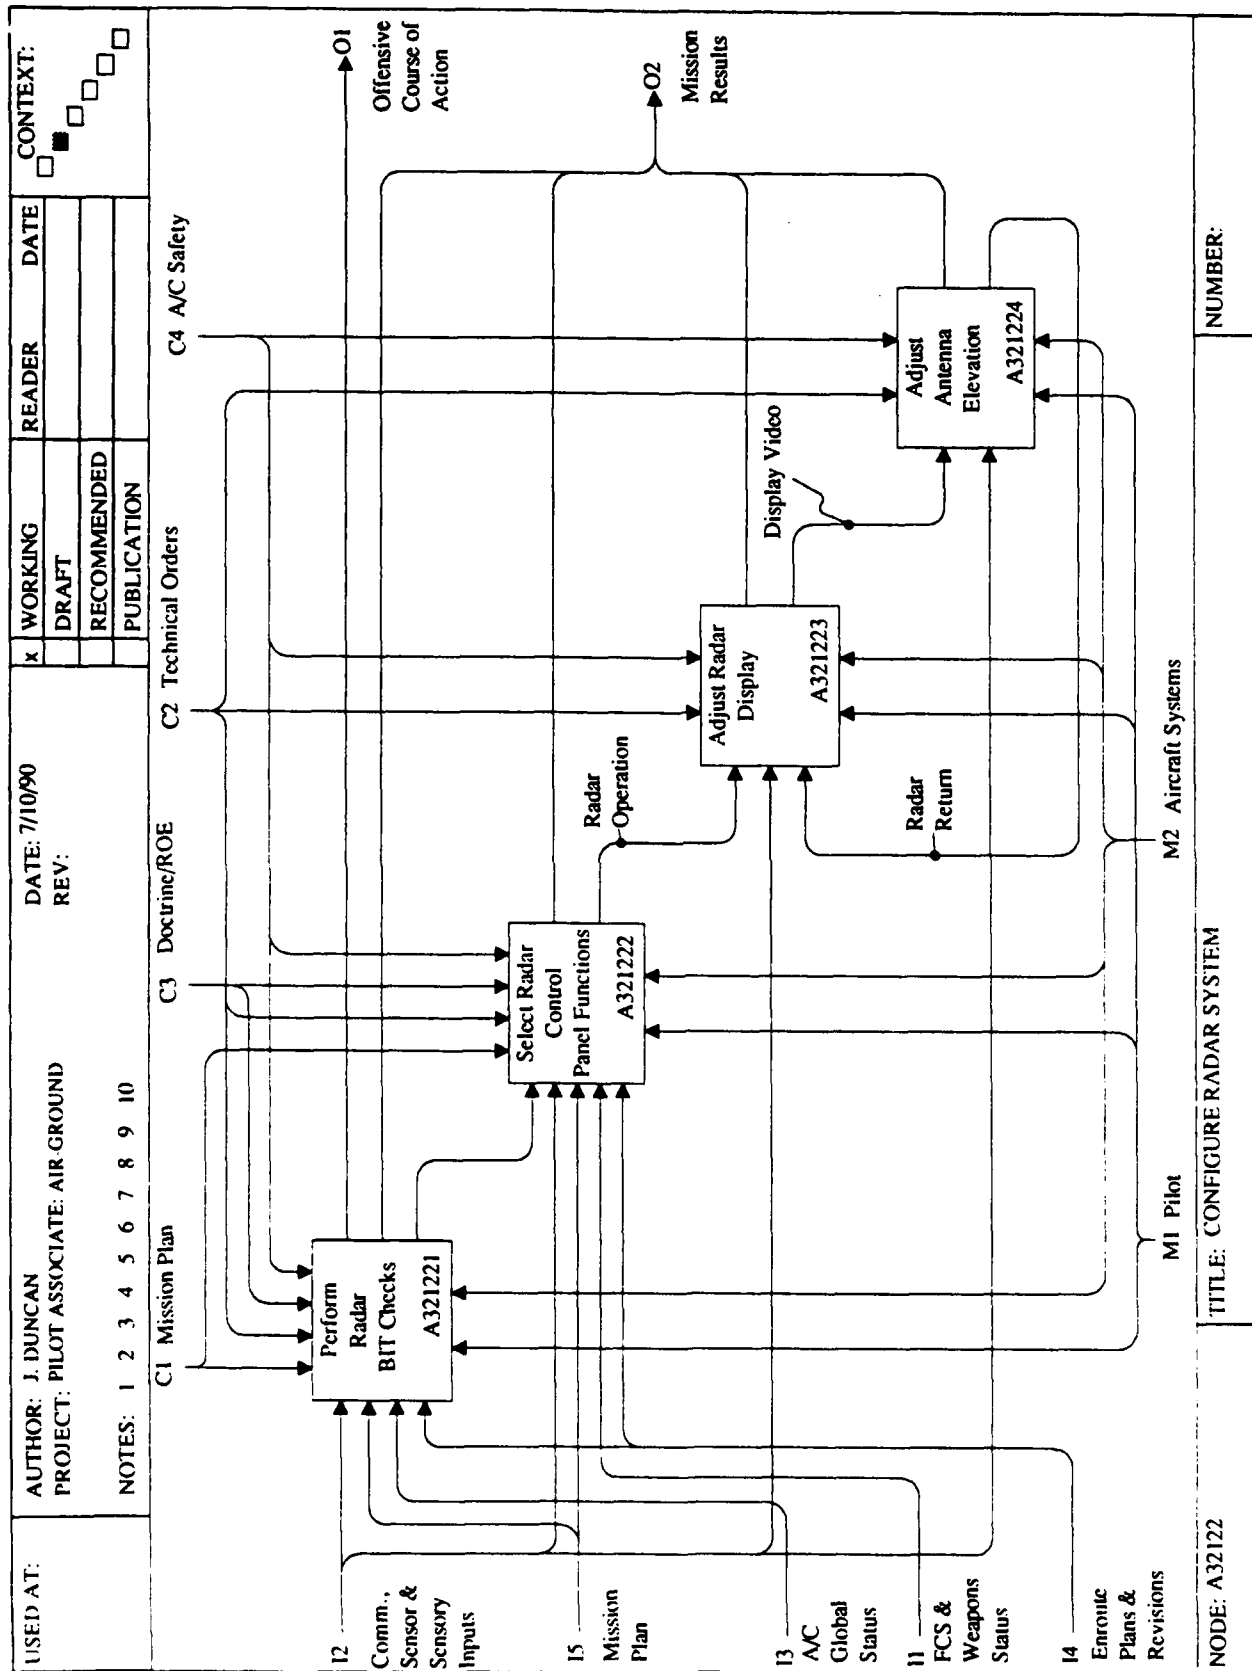 USED AT:
AUTHOR: J. DUNCAN
PROJECT: PILOT ASSOCIATE: AIR-GROUND
NOTES: 1 2 3 4 5 6 7 8 9 10
DATE: 7/10/90
REV:
x WORKING
DRAFT
RECOMMENDED
PUBLICATION
READER DATE
CONTEXT:
C1 Mission Plan
C3 Doctrine/ROE
C2 Technical Orders
C4 A/C Safety
O1
Offensive
Course of
Action
O2
Mission
Results
Perform
Radar
BIT Checks
A321221
Select Radar
Control
Panel Functions
A321222
Radar
Operation
Adjust Radar
Display
A321223
Display Video
Adjust
Antenna
Elevation
A321224
Radar
Return
I2
Comm.,
Sensor &
Sensory
Inputs
I5
Mission
Plan
I3
A/C
Global
Status
I1
FCS &
Weapons
Status
I4
Enroute
Plans &
Revisions
M1 Pilot
M2 Aircraft Systems
NODE: A32122
TITLE: CONFIGURE RADAR SYSTEM
NUMBER: